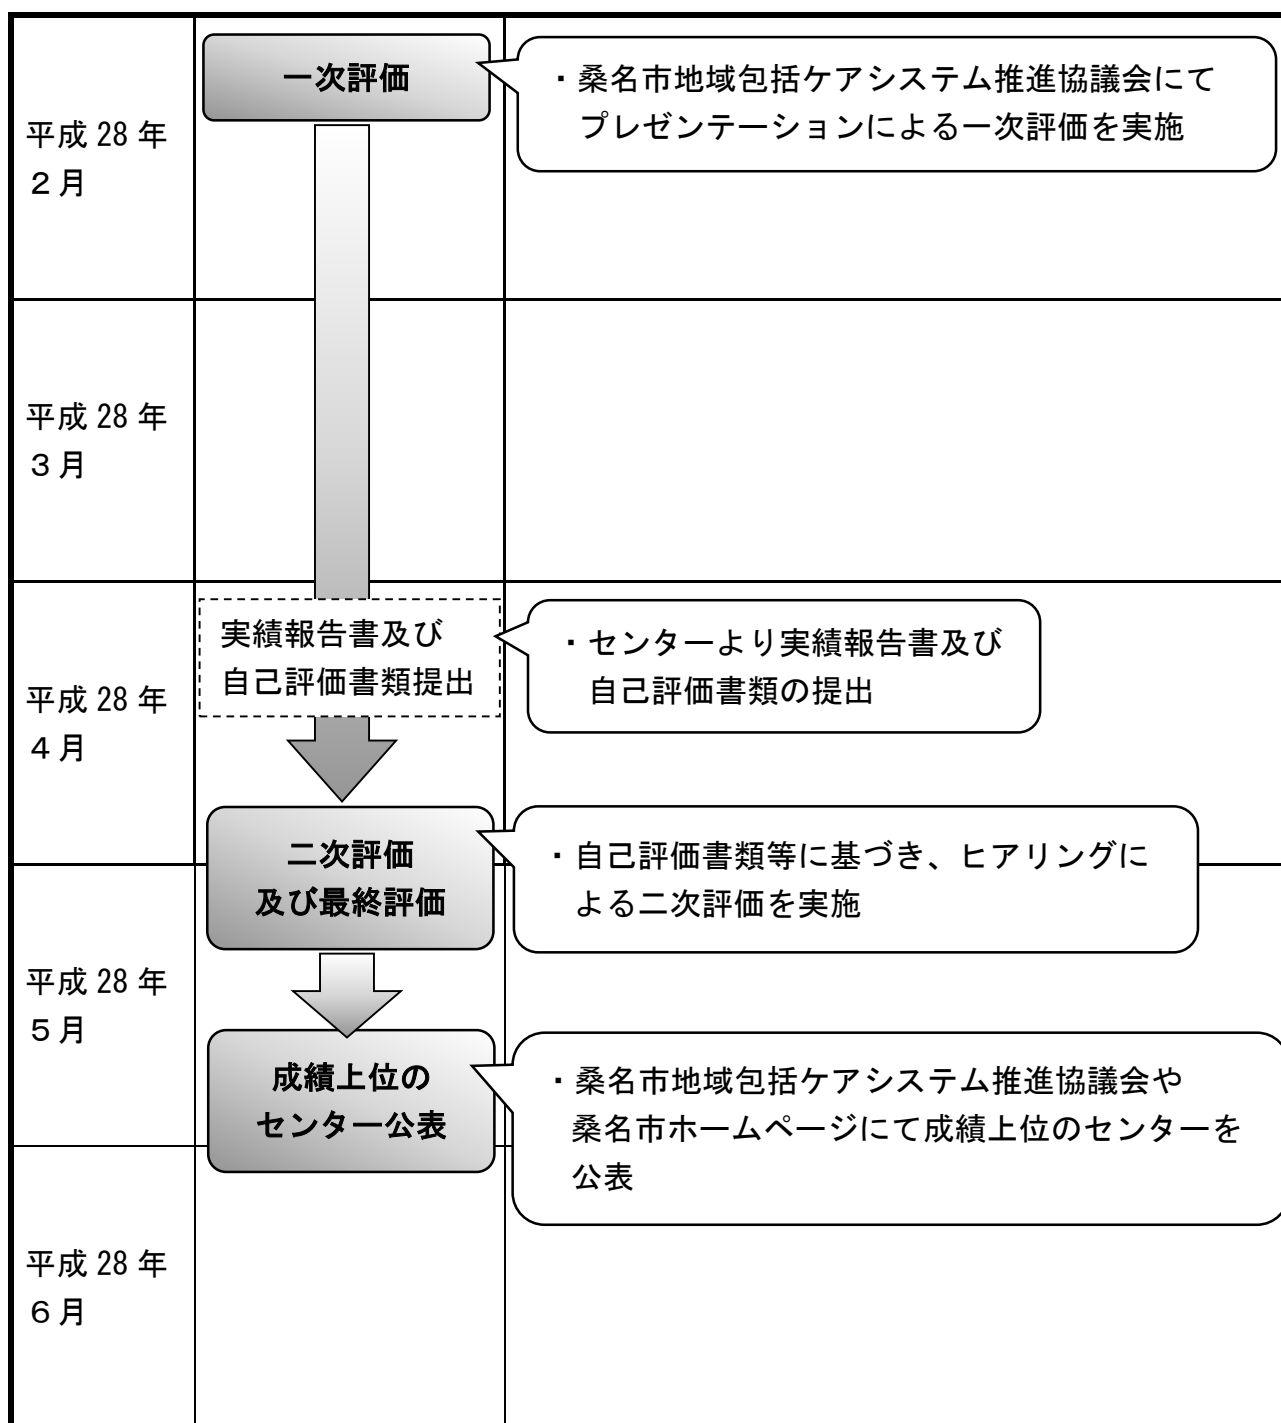 平成 28 年
２月
一次評価
・桑名市地域包括ケアシステム推進協議会にて
プレゼンテーションによる一次評価を実施
平成 28 年
３月
平成 28 年
４月
実績報告書及び
自己評価書類提出
・センターより実績報告書及び
自己評価書類の提出
二次評価
及び最終評価
・自己評価書類等に基づき、ヒアリングに
よる二次評価を実施
平成 28 年
５月
成績上位の
センター公表
・桑名市地域包括ケアシステム推進協議会や
桑名市ホームページにて成績上位のセンターを
公表
平成 28 年
６月